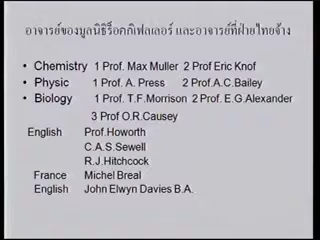 อาจารย์ของมูลนิธิร็อคกิเฟลเลอร์ และอาจารย์ที่ฝ่ายไทยจ้าง
• Chemistry 1 Prof. Max Muller 2 Prof Eric Knof
• Physic 1 Prof. A. Press 2 Prof.A.C.Bailey
• Biology 1 Prof. T.F.Morrison 2 Prof. E.G.Alexander
3 Prof O.R.Causey
English Prof.Howorth
C.A.S.Sewell
R.J.Hitchcock
France Michel Breal
English John Elwyn Davies B.A.